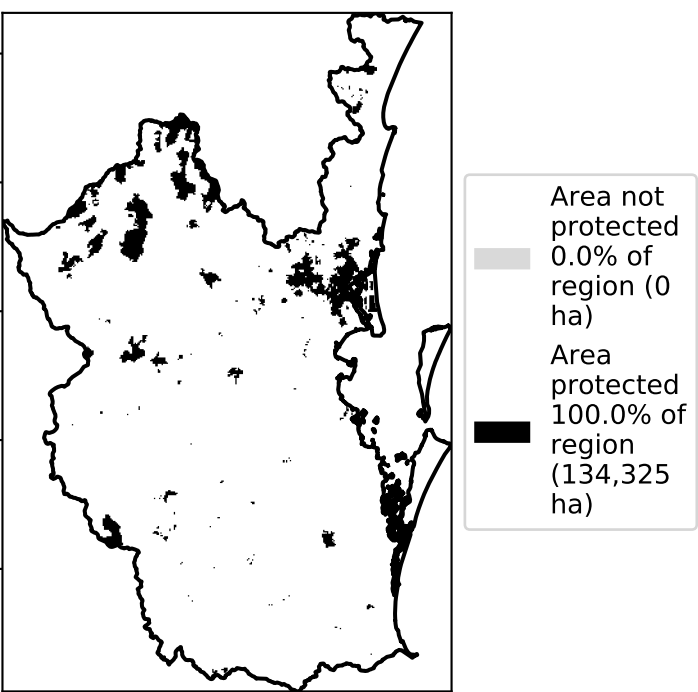 Area not
protected
0.0% of
region (0
ha)
Area
protected
100.0% of
region
(134,325
ha)